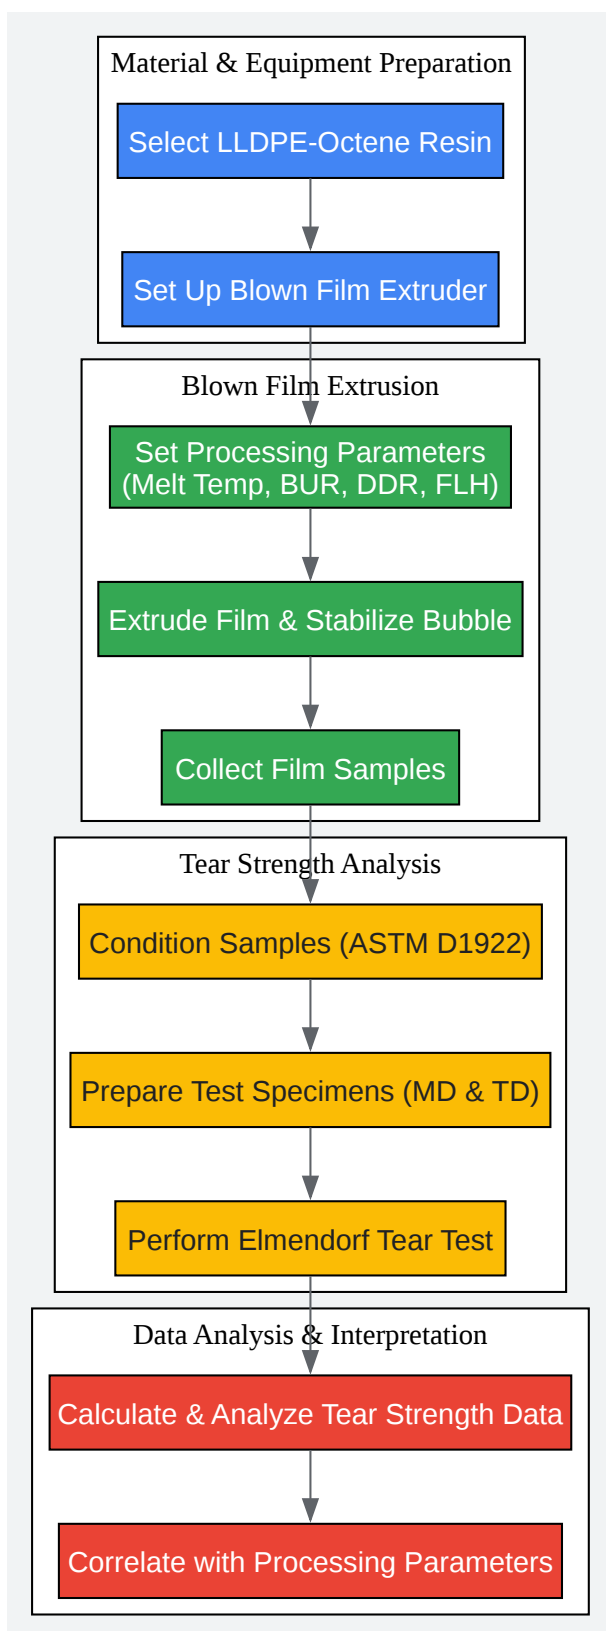 Material & Equipment Preparation
Select LLDPE-Octene Resin
Set Up Blown Film Extruder
Blown Film Extrusion
Set Processing Parameters
(Melt Temp, BUR, DDR, FLH)
Extrude Film & Stabilize Bubble
Collect Film Samples
Tear Strength Analysis
Condition Samples (ASTM D1922)
Prepare Test Specimens (MD & TD)
Perform Elmendorf Tear Test
Data Analysis & Interpretation
Calculate & Analyze Tear Strength Data
Correlate with Processing Parameters